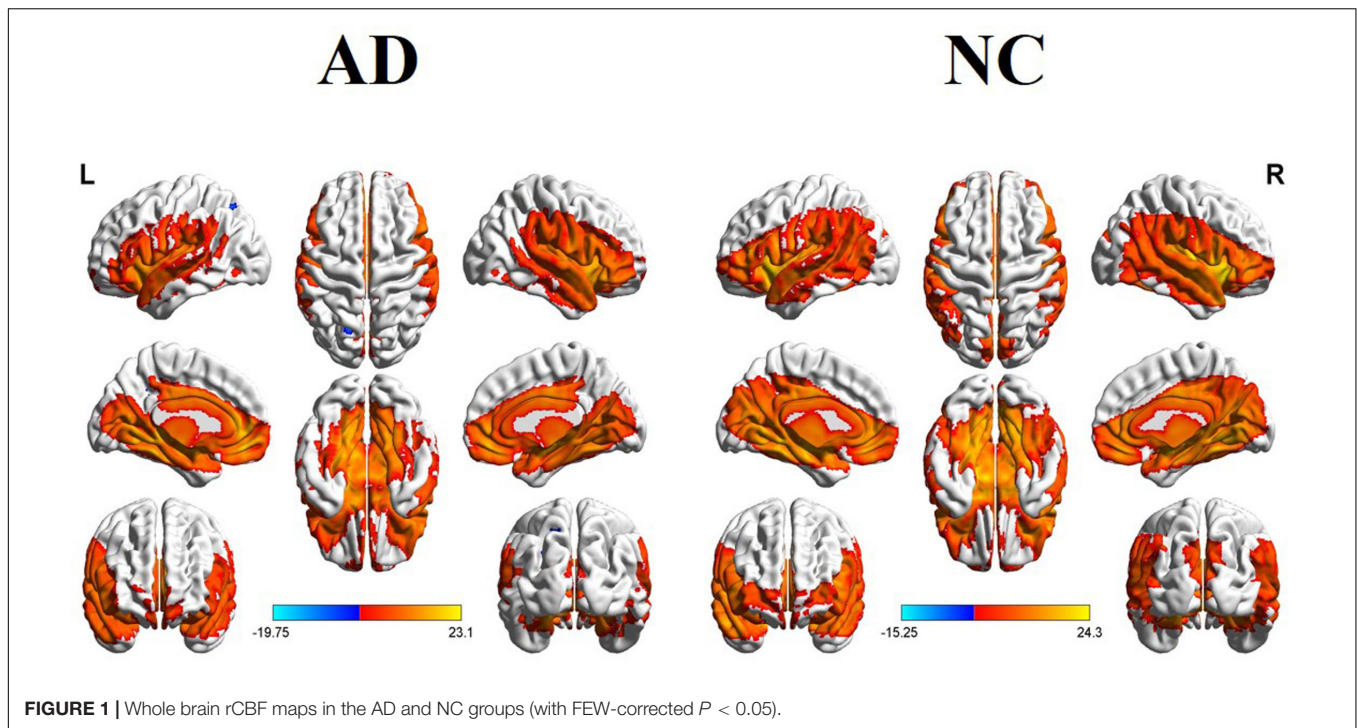 AD
NC
L
R
-19.75
23.1
-15.25
24.3
FIGURE 1 | Whole brain rCBF maps in the AD and NC groups (with FEW-corrected P < 0.05).